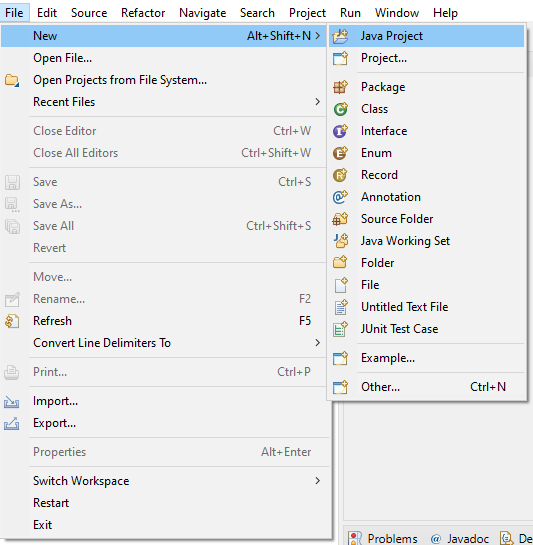 File Edit Source Refactor Navigate Search Project Run Window Help
New Alt+Shift+N >
Open File...
Open Projects from File System...
Recent Files >
Close Editor Ctrl+W
Close All Editors Ctrl+Shift+W
Save Ctrl+S
Save As...
Save All Ctrl+Shift+S
Revert
Move...
Rename... F2
Refresh F5
Convert Line Delimiters To >
Print... Ctrl+P
Import...
Export...
Properties Alt+Enter
Switch Workspace >
Restart
Exit
Java Project
Project...
Package
Class
Interface
Enum
Record
Annotation
Source Folder
Java Working Set
Folder
File
Untitled Text File
JUnit Test Case
Example...
Other... Ctrl+N
Problems @ Javadoc De